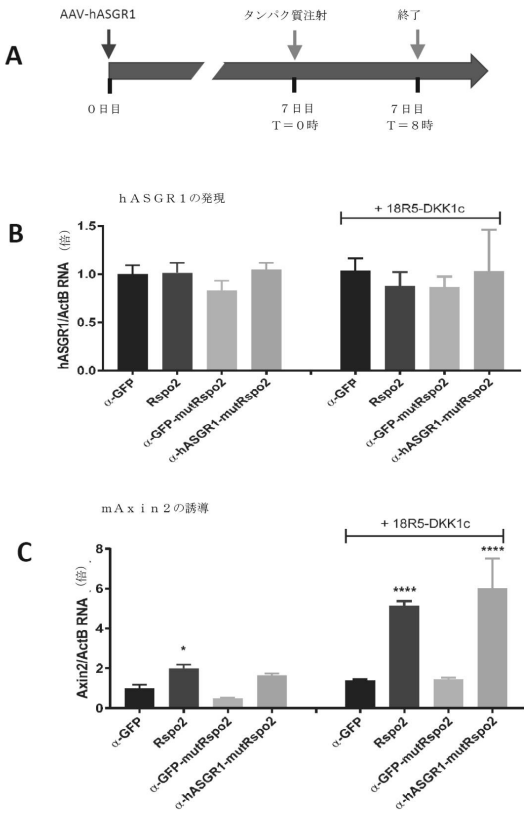 AAV-hASGR1
タンパク質注射
終了
A
０日目
７日目
Ｔ＝０時
７日目
Ｔ＝８時
ｈＡＳＧＲ１の発現
+ 18R5-DKK1c
B
hASGR1/ActB RNA (倍)
1.5
1.0
0.5
0.0
α-GFP
Rspo2
α-GFP-mutRspo2
α-hASGR1-mutRspo2
α-GFP
Rspo2
α-GFP-mutRspo2
α-hASGR1-mutRspo2
ｍＡｘｉｎ２の誘導
+ 18R5-DKK1c
C
Axin2/ActB RNA (倍)
8
6
4
2
0
*
****
****
α-GFP
Rspo2
α-GFP-mutRspo2
α-hASGR1-mutRspo2
α-GFP
Rspo2
α-GFP-mutRspo2
α-hASGR1-mutRspo2